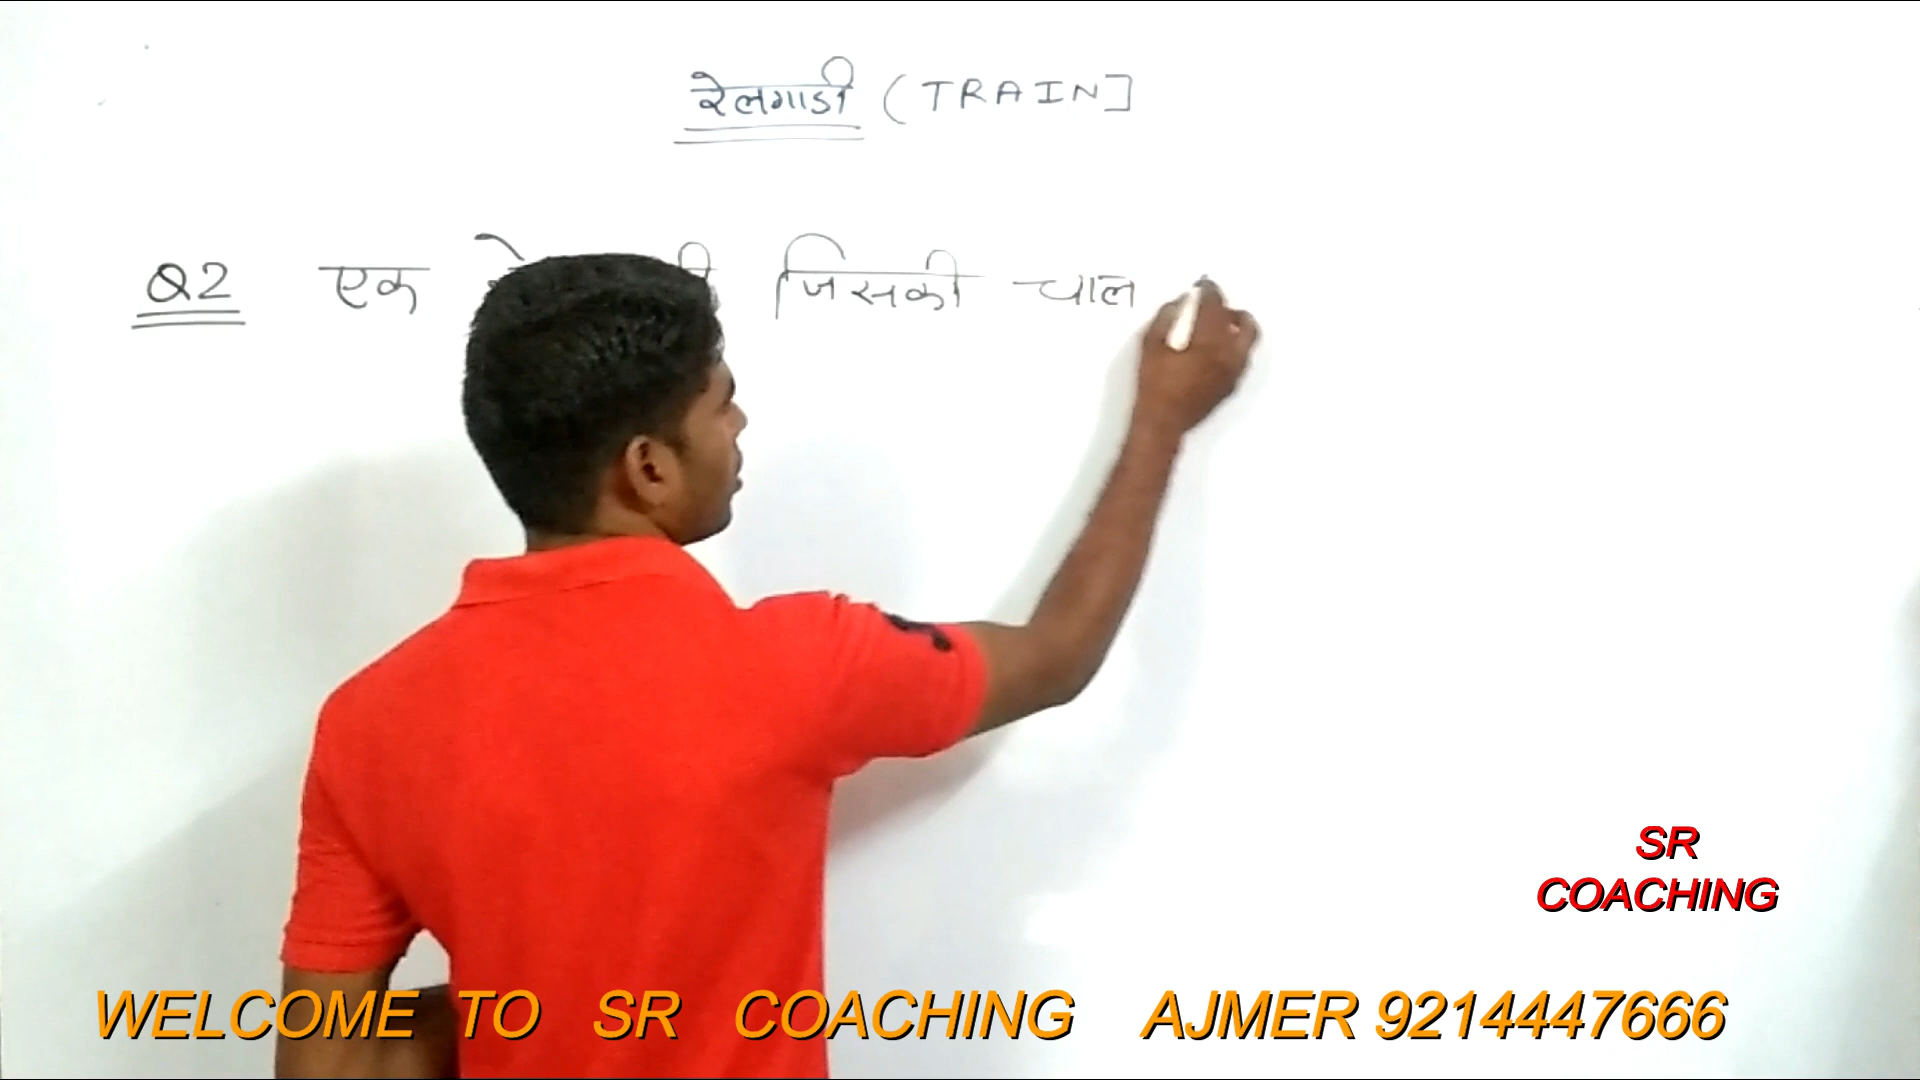 रेलगाडी (TRAIN]
Q2 एक जिसकी चाल
SR
COACHING
WELCOME TO SR COACHING AJMER 9214447666